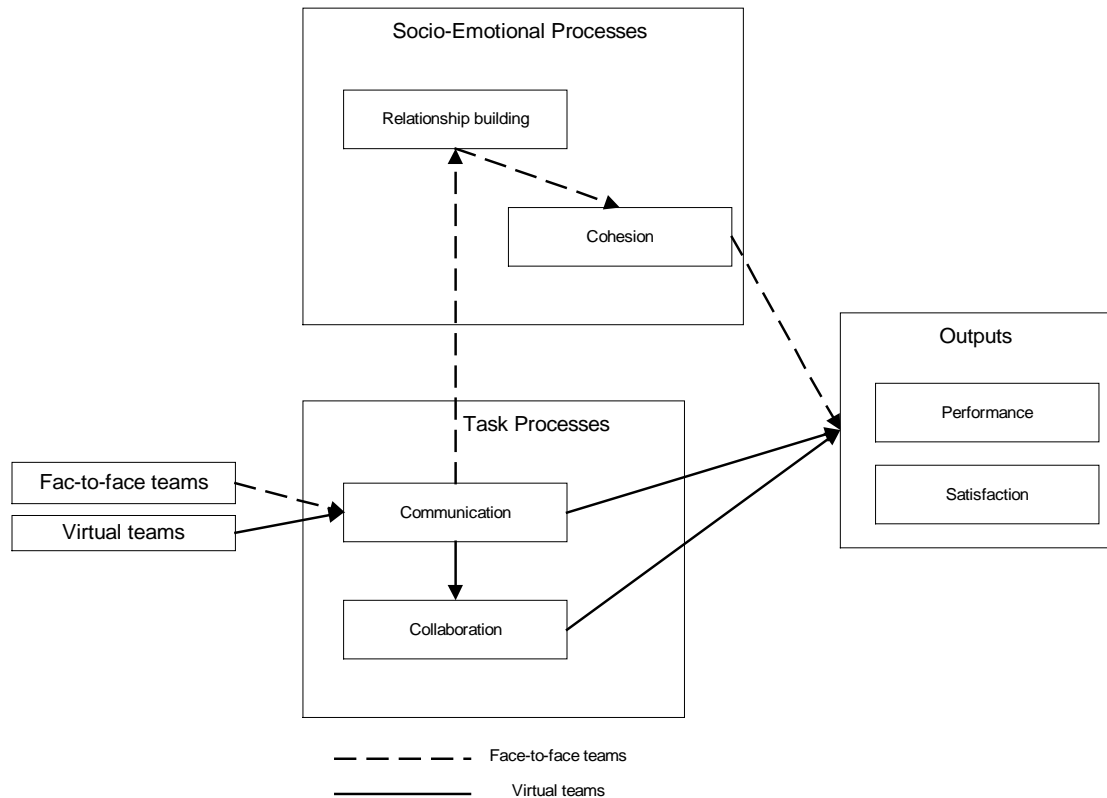 Socio-Emotional Processes
Relationship building
Cohesion
Outputs
Performance
Satisfaction
Task Processes
Fac-to-face teams
Virtual teams
Communication
Collaboration
Face-to-face teams
Virtual teams